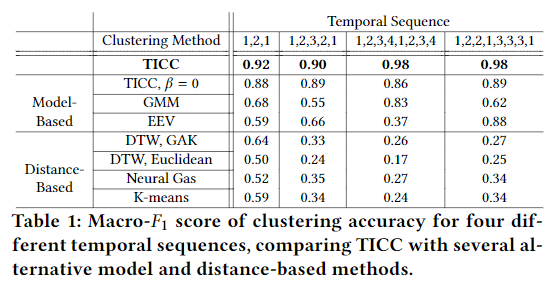 Temporal Sequence
Clustering Method 1,2,1 1,2,3,2,1 1,2,3,4,1,2,3,4 1,2,2,1,3,3,3,1
TICC 0.92 0.90 0.98 0.98
TICC, β = 0 0.88 0.89 0.86 0.89
Model-Based GMM 0.68 0.55 0.83 0.62
EEV 0.59 0.66 0.37 0.88
DTW, GAK 0.64 0.33 0.26 0.27
Distance-Based DTW, Euclidean 0.50 0.24 0.17 0.25
Neural Gas 0.52 0.35 0.27 0.34
K-means 0.59 0.34 0.24 0.34
Table 1: Macro-F1 score of clustering accuracy for four dif-
ferent temporal sequences, comparing TICC with several al-
ternative model and distance-based methods.